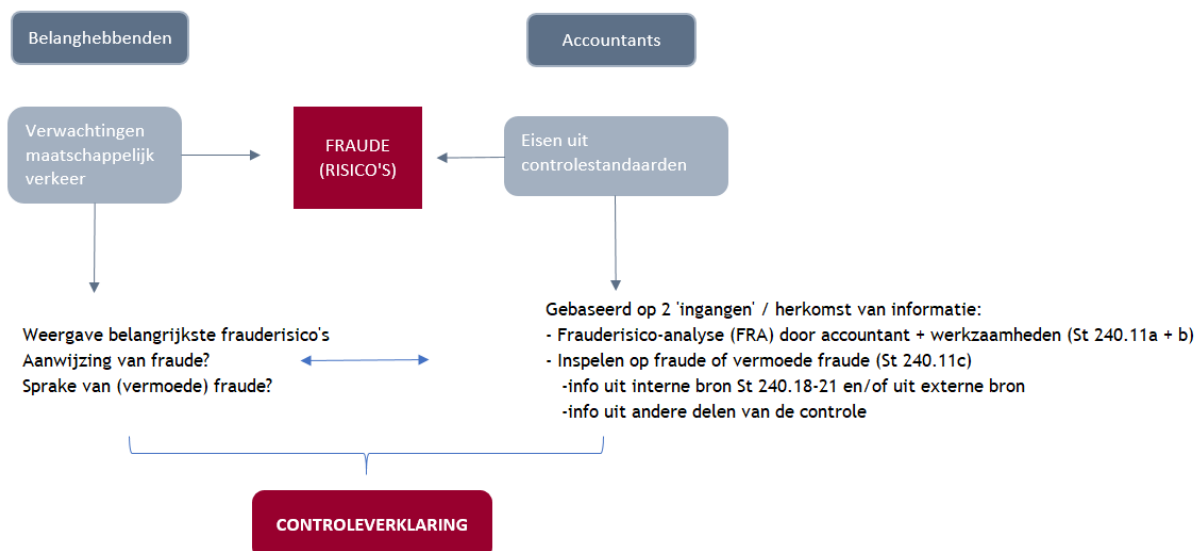 Belanghebbenden
Accountants
Verwachtingen
maatschappelijk
verkeer
FRAUDE
(RISICO'S)
Eisen uit
controlestandaarden
Weergave belangrijkste frauderisico's
Aanwijzing van fraude?
Sprake van (vermoede) fraude?
Gebaseerd op 2 'ingangen' / herkomst van informatie:
- Frauderisico-analyse (FRA) door accountant + werkzaamheden (St 240.11a + b)
- Inspelen op fraude of vermoede fraude (St 240.11c)
-info uit interne bron St 240.18-21 en/of uit externe bron
-info uit andere delen van de controle
CONTROLEVERKLARING